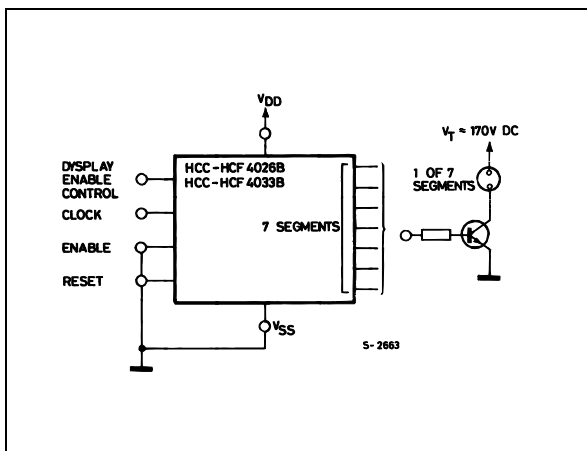 VDD
DYSPLAY
ENABLE
CONTROL
CLOCK
ENABLE
RESET
HCC-HCF 4026B
HCC-HCF 4033B
7 SEGMENTS
VSS
VT ≈ 170V DC
1 OF 7
SEGMENTS
S-2663